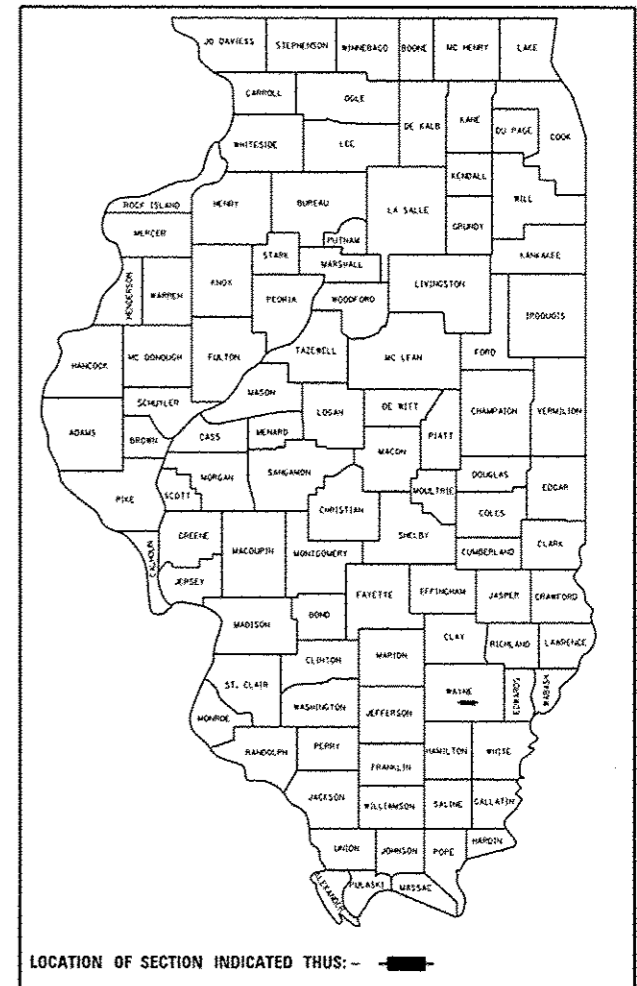 JO DAVIESS STEPHENSON WINNEBAGO BOONE MC HENRY LAKE
CARROLL OGLE DE KALB KANE DU PAGE COOK
WHITESIDE LEE
KENDALL WILL
ROCK ISLAND HENRY BUREAU LA SALLE GRUNDY
MERCER PUTNAM
STARK MARSHALL KANKAKEE
HENDERSON WARREN KNOX PEORIA WOODFORD LIVINGSTON IROQUOIS
HANCOCK MC DONOUGH FULTON TAZEWELL MC LEAN FORD
MASON
SCHUYLER LOGAN DE WITT CHAMPAIGN VERMILION
ADAMS BROWN CASS MENARD PIATT
MACON
MORGAN SANGAMON DOUGLAS EDGAR
PIKE SCOTT MOULTRIE
CHRISTIAN COLES
GREENE MACOUPIN MONTGOMERY SHELBY CLARK
CALHOUN CUMBERLAND
JERSEY
FAYETTE EFFINGHAM JASPER CRAWFORD
MADISON BOND
CLAY RICHLAND LAWRENCE
CLINTON MARION
ST. CLAIR WAYNE EDWARDS WABASH
WASHINGTON JEFFERSON
MONROE
RANDOLPH PERRY HAMILTON WHITE
FRANKLIN
JACKSON WILLIAMSON SALINE GALLATIN
UNION JOHNSON POPE HARDIN
ALEXANDER PULASKI MASSAC
LOCATION OF SECTION INDICATED THUS: -